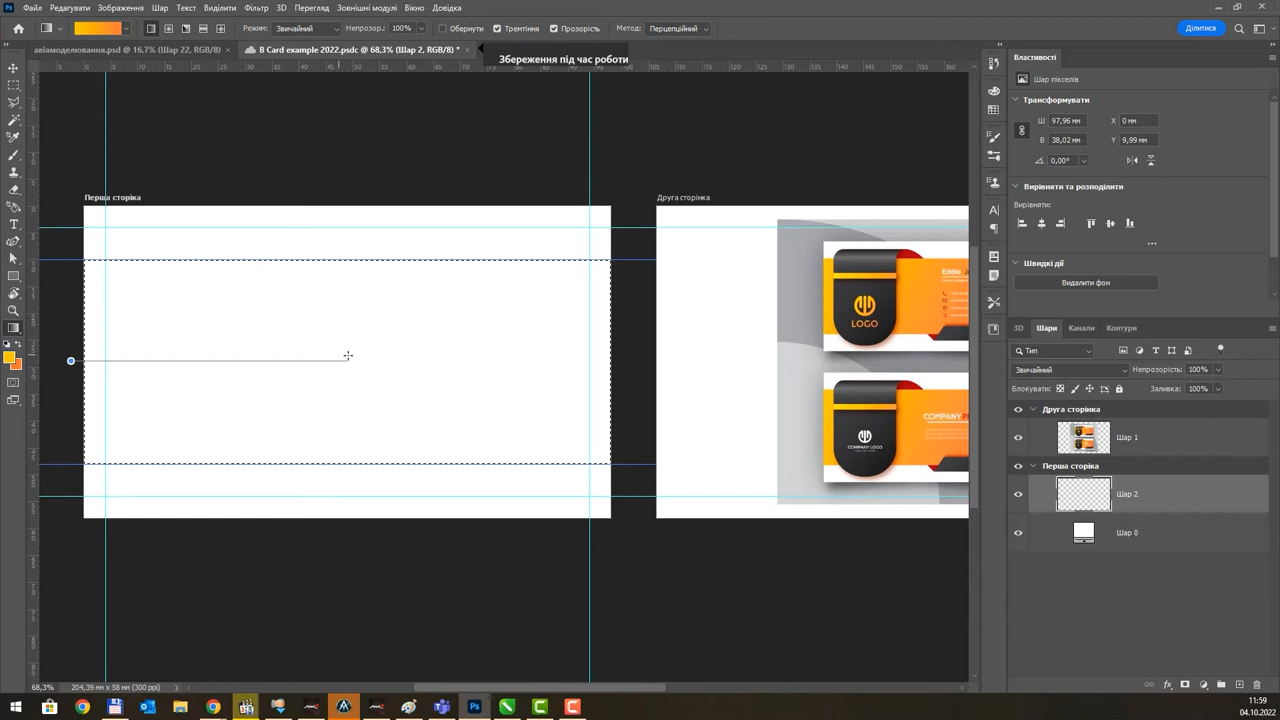 Файл Редагувати Зображення Шар Текст Виділити Фільтр 3D Перегляд Зовнішні модулі Вікно Довідка
Режим: Звичайний Непрозор.: 100% Обернути Тремтіння Прозорість Метод: Перцепційний Ділитися
авіамоделювання.psd @ 16,7% (Шар 22, RGB/8) × B Card example 2022.psdc @ 68,3% (Шар 2, RGB/8) * ×
Збереження під час роботи
Властивості
Шар пікселів
Трансформувати
Ш 97,96 мм X 0 мм
В 38,02 мм Y 9,99 мм
0,00°
Вирівняти та розподілити
Вирівняти:
Швидкі дії
Видалити фон
Перша сторіка
Друга сторінка
LOGO
COMPANY LOGO
3D Шари Канали Контури
Тип
Звичайний Непрозорість: 100%
Блокувати: Заливка: 100%
Друга сторінка
Шар 1
Перша сторіка
Шар 2
Шар 0
68,3% 204,39 мм x 58 мм (300 ppi)
11:59
04.10.2022